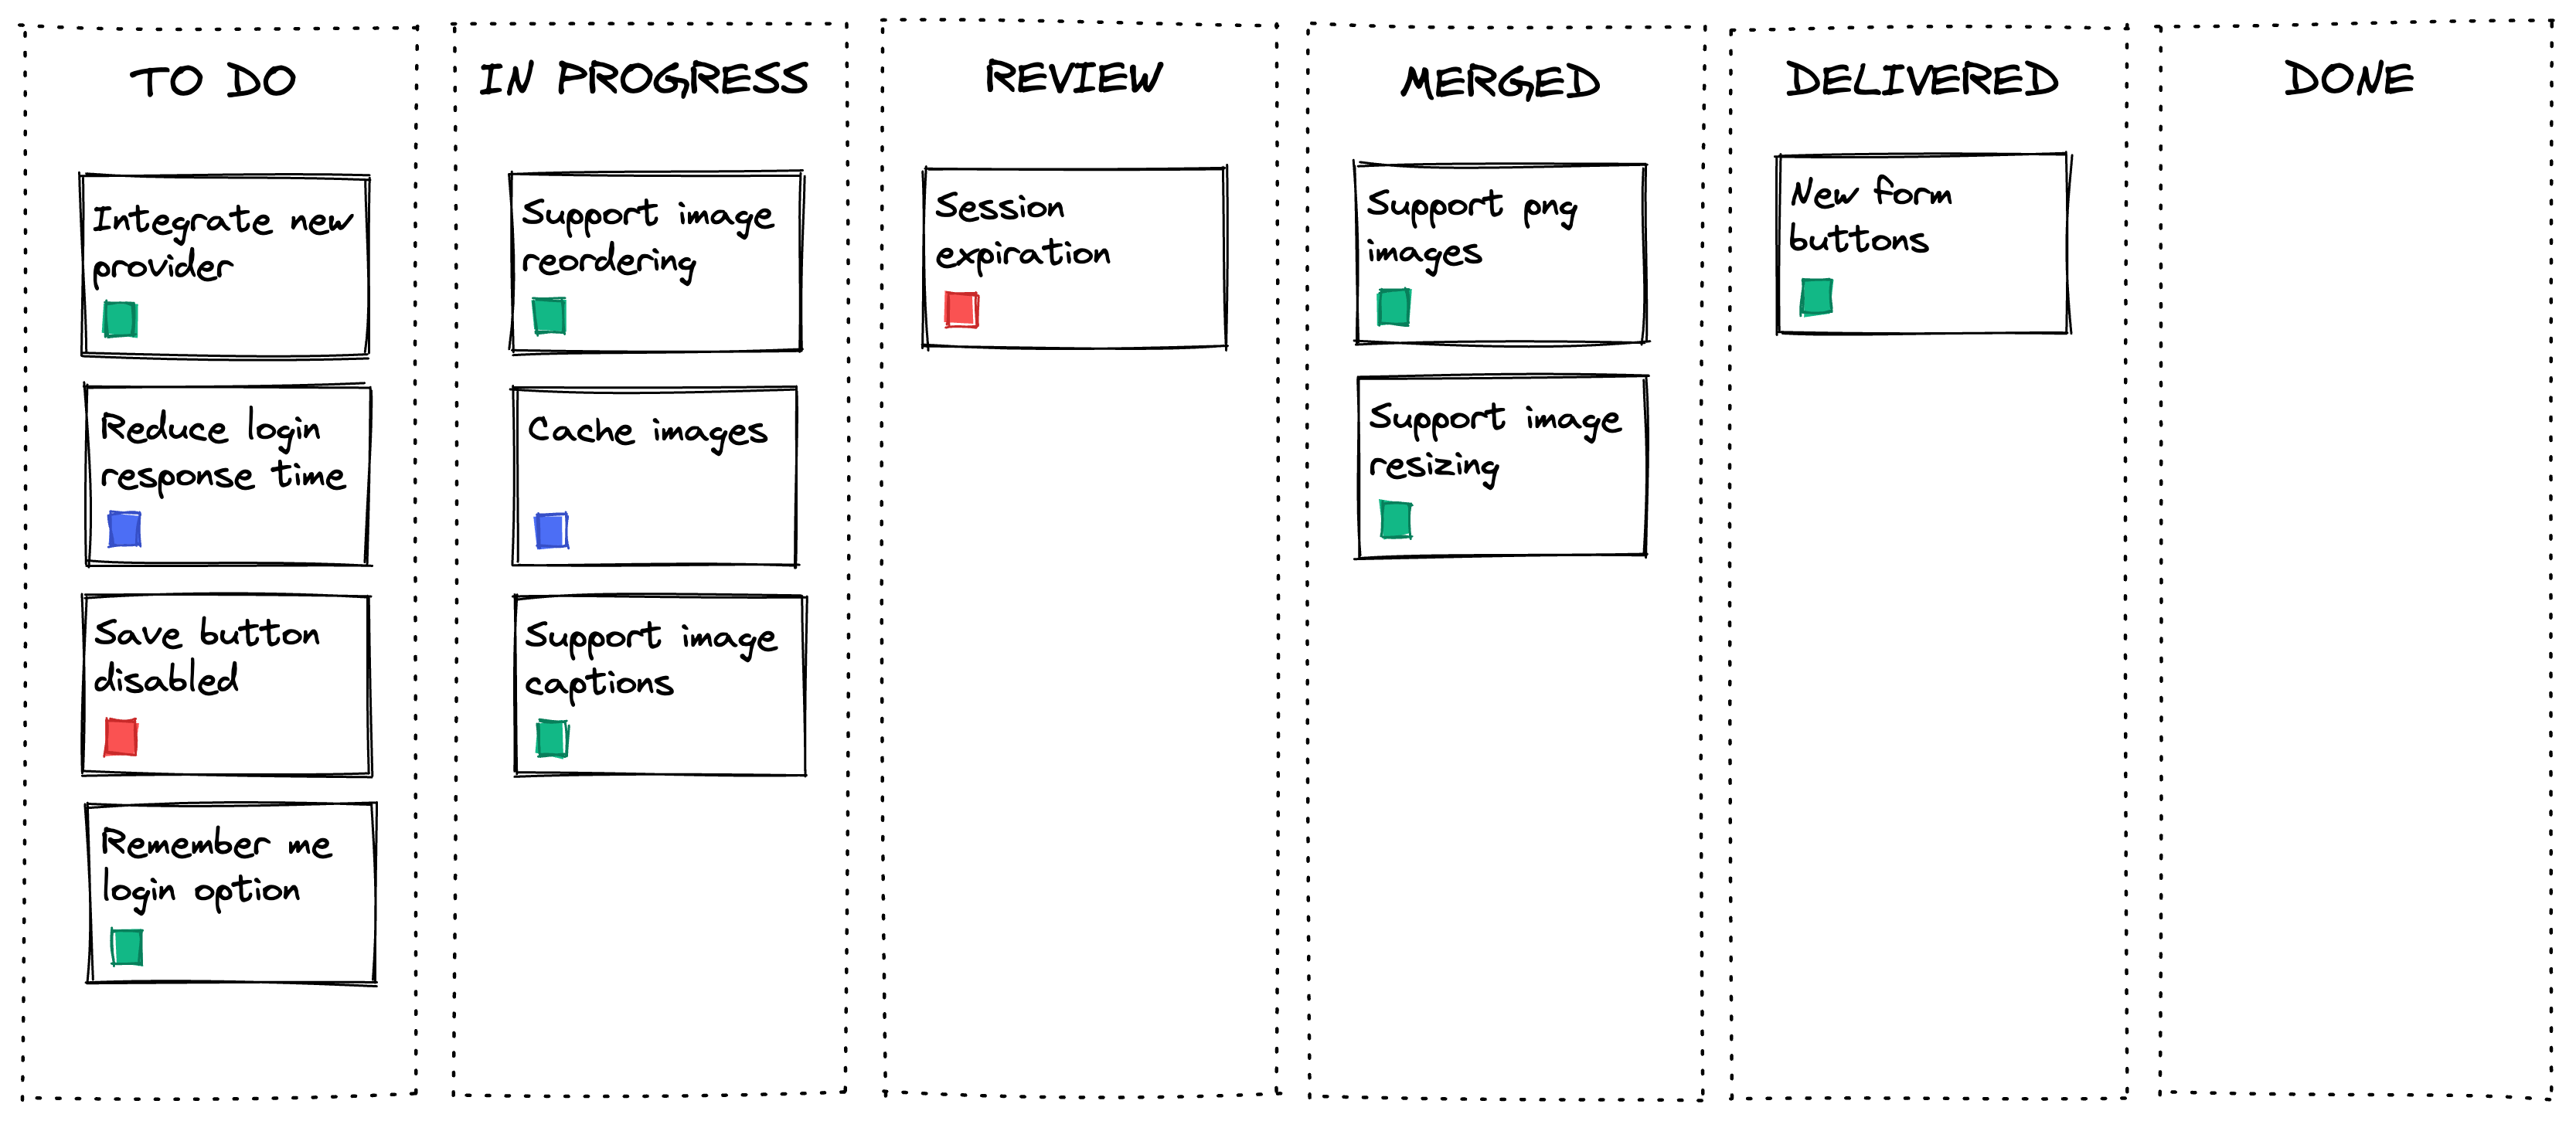 TO DO
Integrate new
provider
Reduce login
response time
Save button
disabled
Remember me
login option
IN PROGRESS
Support image
reordering
Cache images
Support image
captions
REVIEW
Session
expiration
MERGED
Support png
images
Support image
resizing
DELIVERED
New form
buttons
DONE